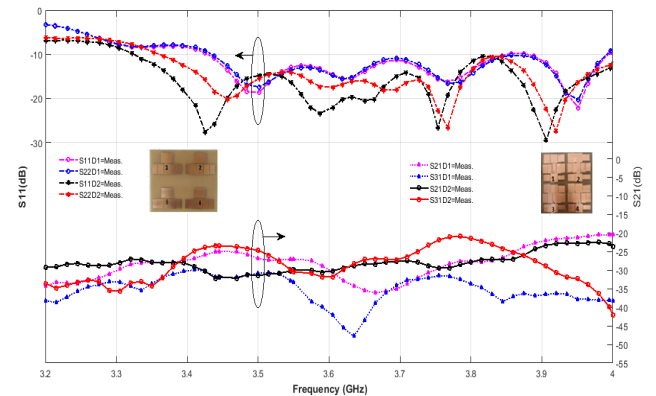 0
-10
-20
-30
S11(dB)
S11D1=Meas.
S22D1=Meas.
S11D2=Meas.
S22D2=Meas.
S21D1=Meas.
S31D1=Meas.
S21D2=Meas.
S31D2=Meas.
0
-5
-10
-15
-20
-25
-30
-35
-40
-45
-50
-55
S21(dB)
3.2 3.3 3.4 3.5 3.6 3.7 3.8 3.9 4
Frequency (GHz)